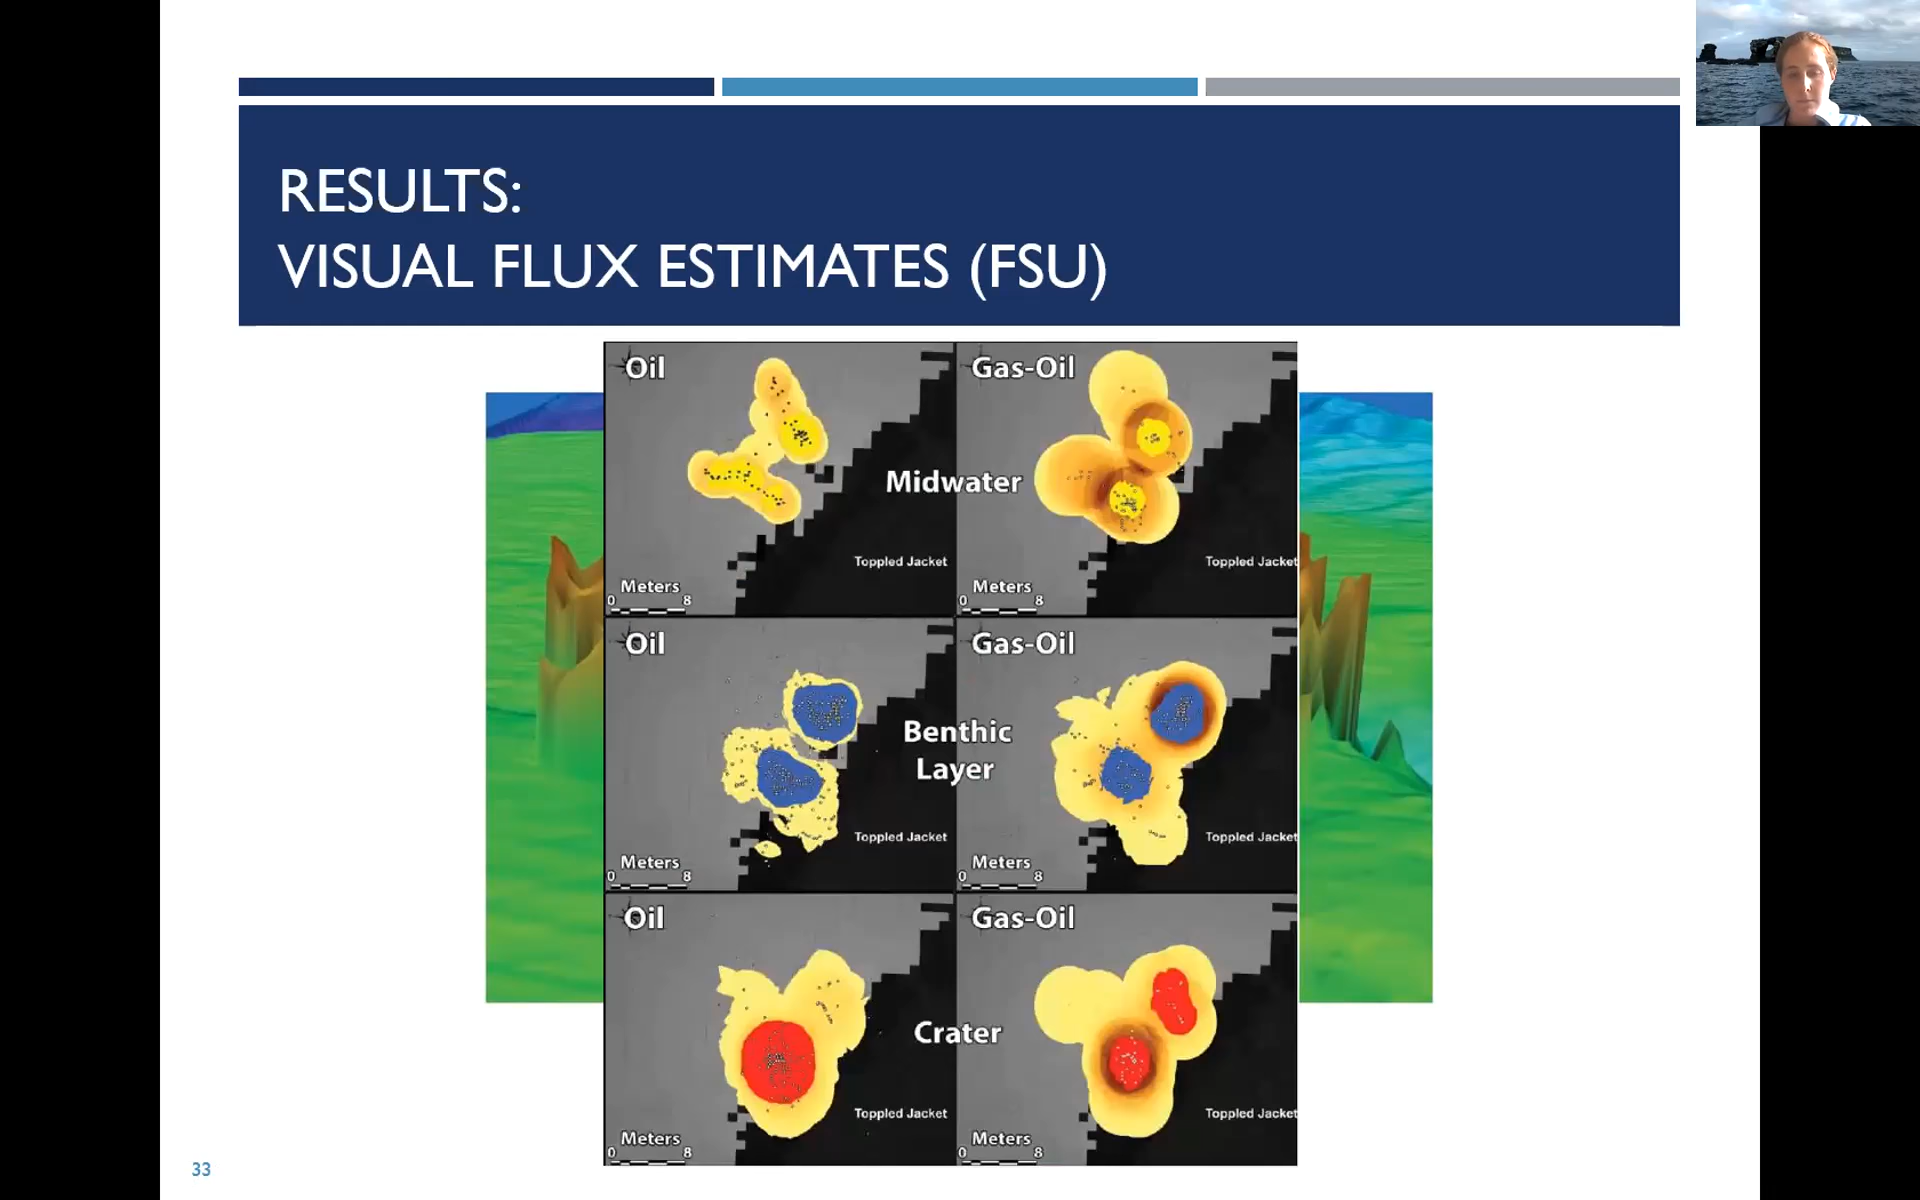 RESULTS:
VISUAL FLUX ESTIMATES (FSU)
Oil
Gas-Oil
Midwater
Toppled Jacket
Toppled Jacket
Meters
0 8
Meters
0 8
Oil
Gas-Oil
Benthic
Layer
Toppled Jacket
Toppled Jacket
Meters
0 8
Meters
0 8
Oil
Gas-Oil
Crater
Toppled Jacket
Toppled Jacket
Meters
0 8
Meters
0 8
33